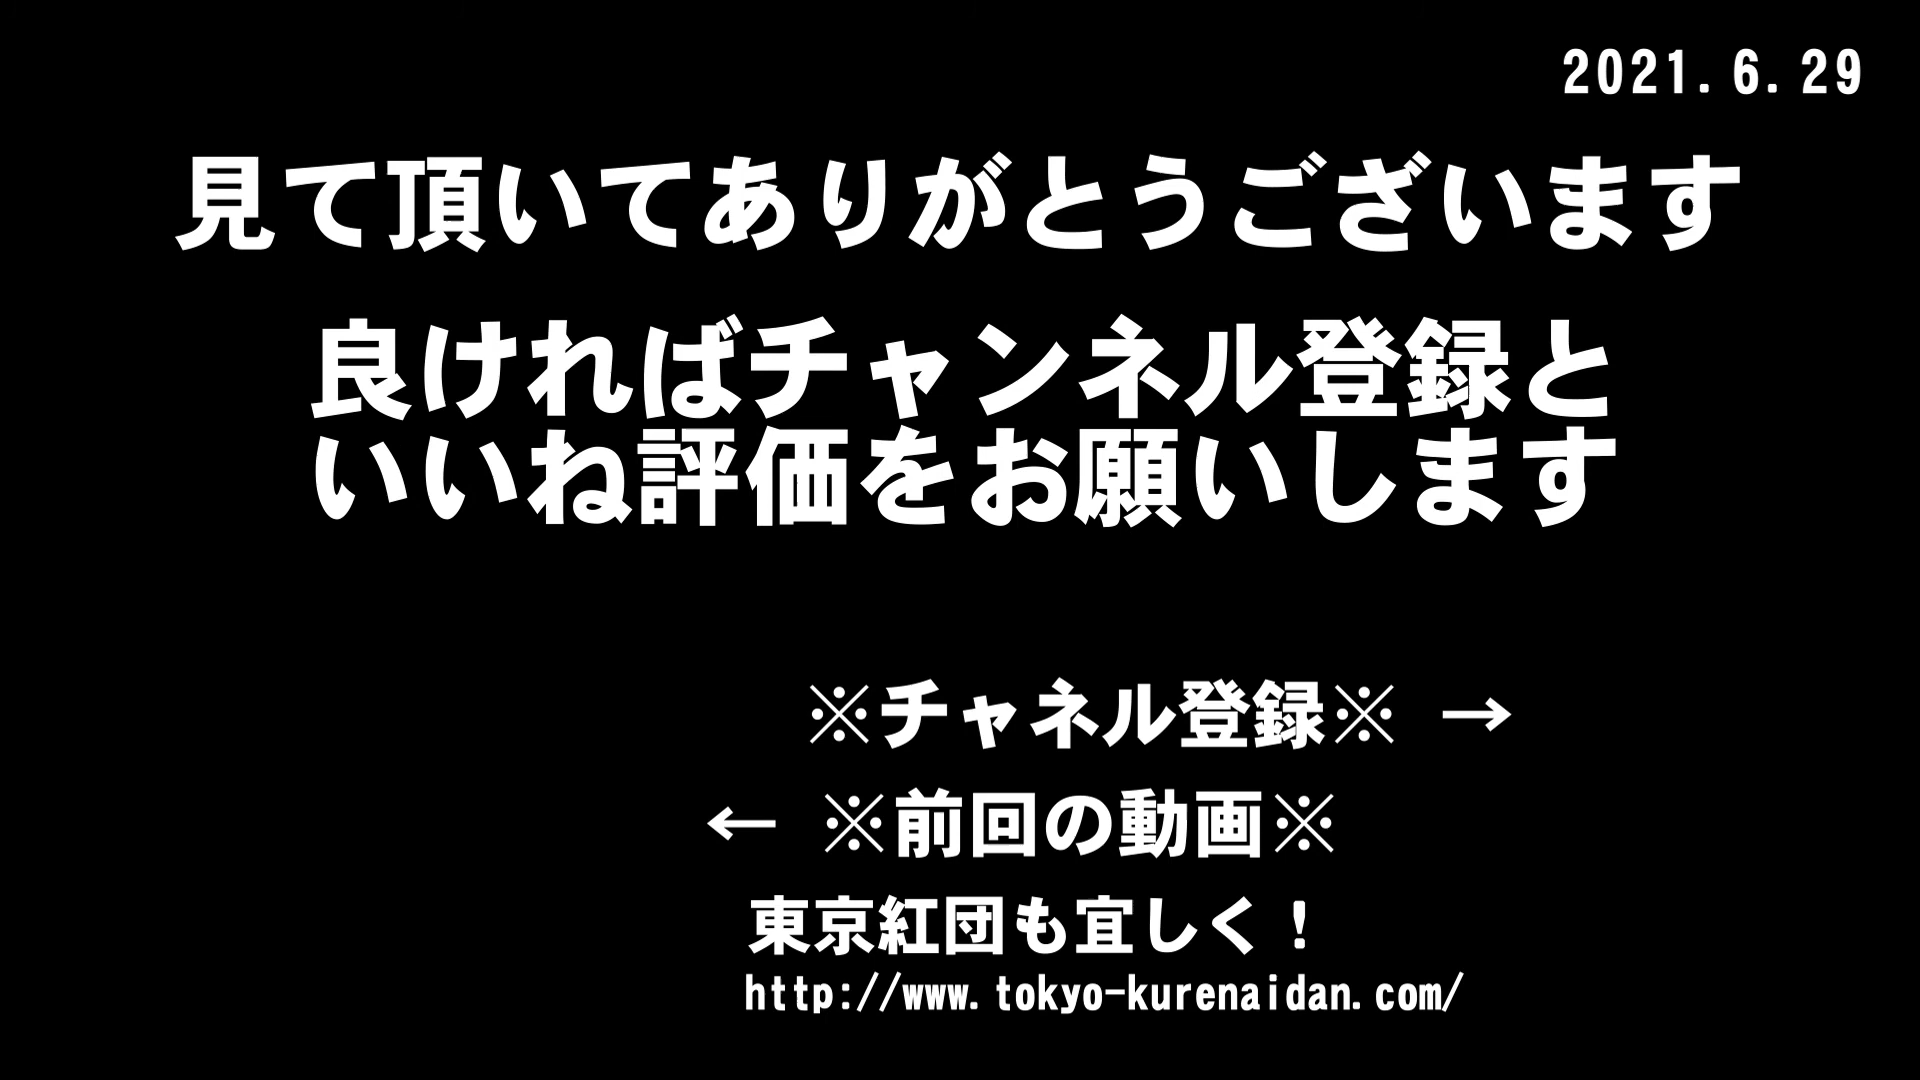 2021.6.29
見て頂いてありがとうございます
良ければチャンネル登録と
いいね評価をお願いします
※チャネル登録※ →
← ※前回の動画※
東京紅団も宜しく！
http://www.tokyo-kurenaidan.com/